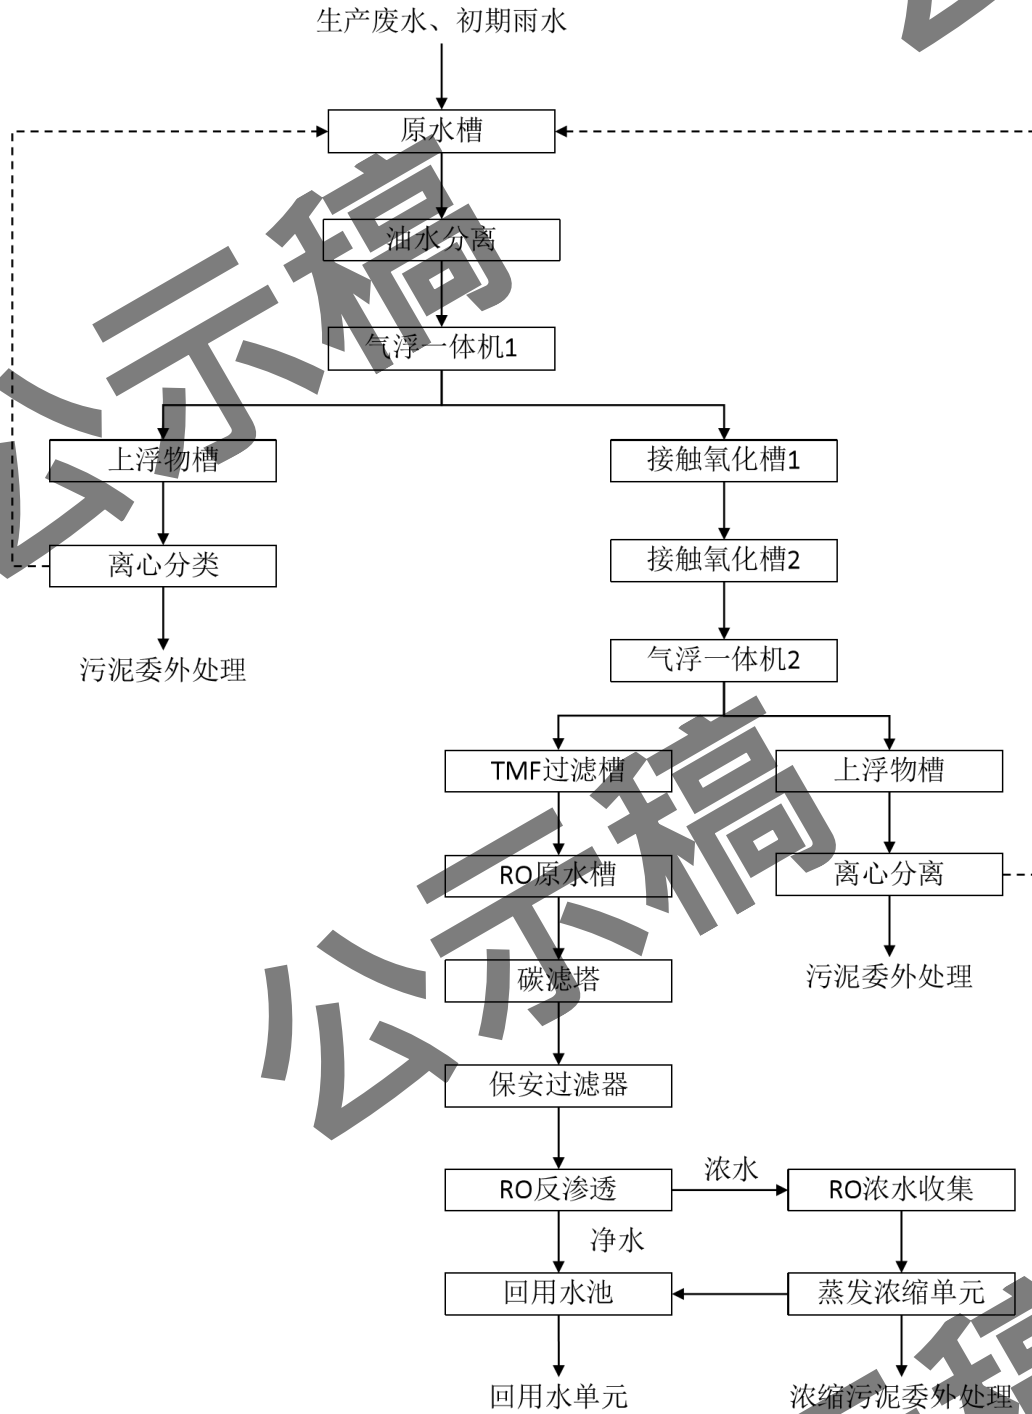 生产废水、初期雨水
原水槽
油水分离
气浮一体机1
上浮物槽
接触氧化槽1
离心分类
接触氧化槽2
污泥委外处理
气浮一体机2
TMF过滤槽
上浮物槽
RO原水槽
离心分离
碳滤塔
污泥委外处理
保安过滤器
RO反渗透
浓水
RO浓水收集
净水
回用水池
蒸发浓缩单元
回用水单元
浓缩污泥委外处理
公示稿
公示稿